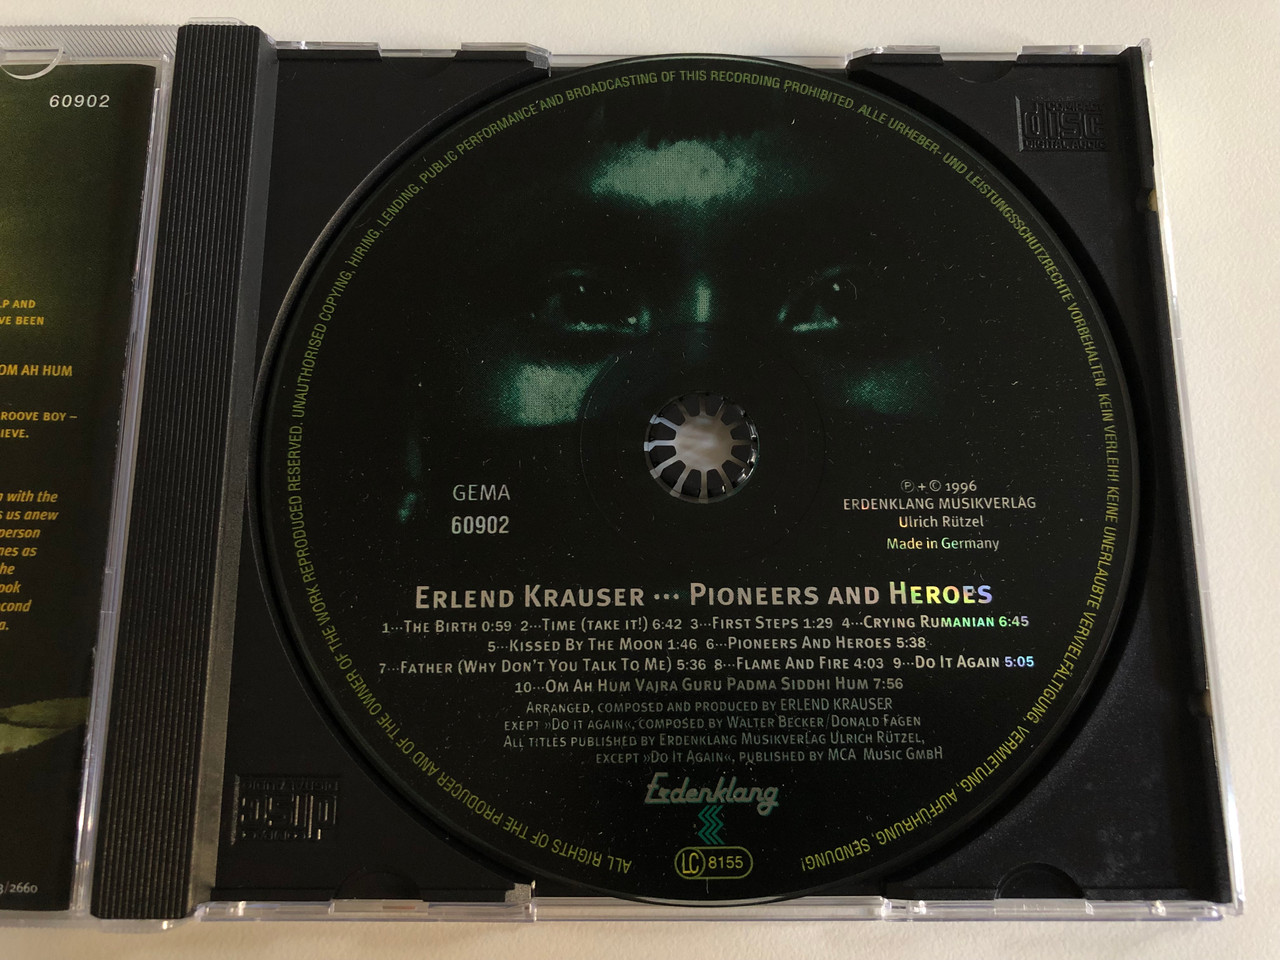 60902
LP AND
VE BEEN
OM AH HUM
ROOVE BOY –
IEVE.
with the
s us anew
person
nes as
the
ook
cond
a.
3/2660
COMPACT
disc
DIGITAL AUDIO
ALL RIGHTS OF THE PRODUCER AND OF THE OWNER OF THE WORK REPRODUCED RESERVED. UNAUTHORISED COPYING, HIRING, LENDING, PUBLIC PERFORMANCE AND BROADCASTING OF THIS RECORDING PROHIBITED. ALLE URHEBER- UND LEISTUNGSSCHUTZRECHTE VORBEHALTEN. KEIN VERLEIH! KEINE UNERLAUBTE VERVIELFÄLTIGUNG, VERMIETUNG, AUFFÜHRUNG, SENDUNG!
GEMA
60902
℗ + © 1996
ERDENKLANG MUSIKVERLAG
Ulrich Rützel
Made in Germany
ERLEND KRAUSER ... PIONEERS AND HEROES
1...THE BIRTH 0:59 2...TIME (TAKE IT!) 6:42 3...FIRST STEPS 1:29 4...CRYING RUMANIAN 6:45
5...KISSED BY THE MOON 1:46 6...PIONEERS AND HEROES 5:38
7...FATHER (WHY DON'T YOU TALK TO ME) 5:36 8...FLAME AND FIRE 4:03 9...DO IT AGAIN 5:05
10...OM AH HUM VAJRA GURU PADMA SIDDHI HUM 7:56
ARRANGED, COMPOSED AND PRODUCED BY ERLEND KRAUSER
EXEPT »DO IT AGAIN«, COMPOSED BY WALTER BECKER/DONALD FAGEN
ALL TITLES PUBLISHED BY ERDENKLANG MUSIKVERLAG ULRICH RÜTZEL,
EXCEPT »DO IT AGAIN«, PUBLISHED BY MCA MUSIC GMBH
Erdenklang
LC 8155